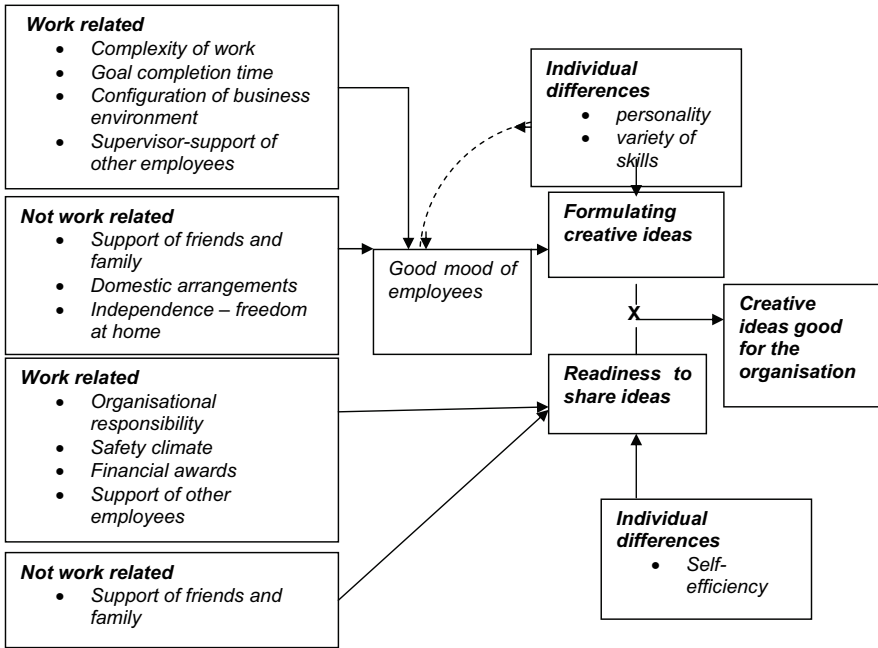 Work related
• Complexity of work
• Goal completion time
• Configuration of business
environment
• Supervisor-support of
other employees
Not work related
• Support of friends and
family
• Domestic arrangements
• Independence – freedom
at home
Work related
• Organisational
responsibility
• Safety climate
• Financial awards
• Support of other
employees
Not work related
• Support of friends and
family
Good mood of
employees
Individual
differences
• personality
• variety of
skills
Formulating
creative ideas
X
Readiness to
share ideas
Individual
differences
• Self-
efficiency
Creative
ideas good
for the
organisation